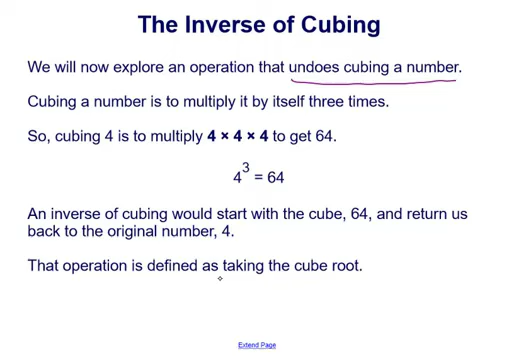 The Inverse of Cubing
We will now explore an operation that undoes cubing a number.
Cubing a number is to multiply it by itself three times.
So, cubing 4 is to multiply 4 × 4 × 4 to get 64.
4³ = 64
An inverse of cubing would start with the cube, 64, and return us
back to the original number, 4.
That operation is defined as taking the cube root.
Extend Page